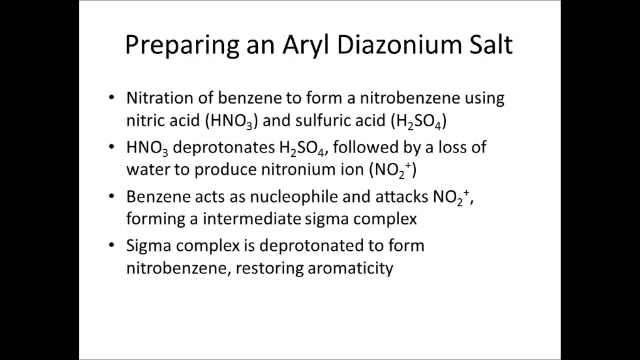 Preparing an Aryl Diazonium Salt
• Nitration of benzene to form a nitrobenzene using
nitric acid (HNO₃) and sulfuric acid (H₂SO₄)
• HNO₃ deprotonates H₂SO₄, followed by a loss of
water to produce nitronium ion (NO₂⁺)
• Benzene acts as nucleophile and attacks NO₂⁺,
forming a intermediate sigma complex
• Sigma complex is deprotonated to form
nitrobenzene, restoring aromaticity